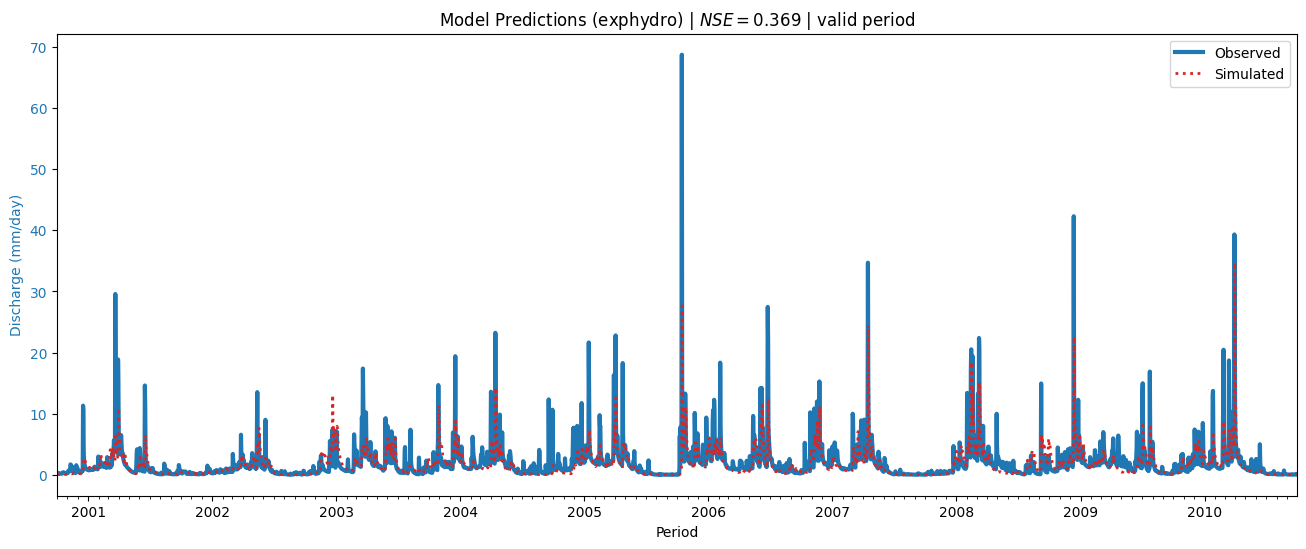 Model Predictions (exphydro) | NSE = 0.369 | valid period
Observed
Simulated
Discharge (mm/day)
70
60
50
40
30
20
10
0
2001 2002 2003 2004 2005 2006 2007 2008 2009 2010
Period